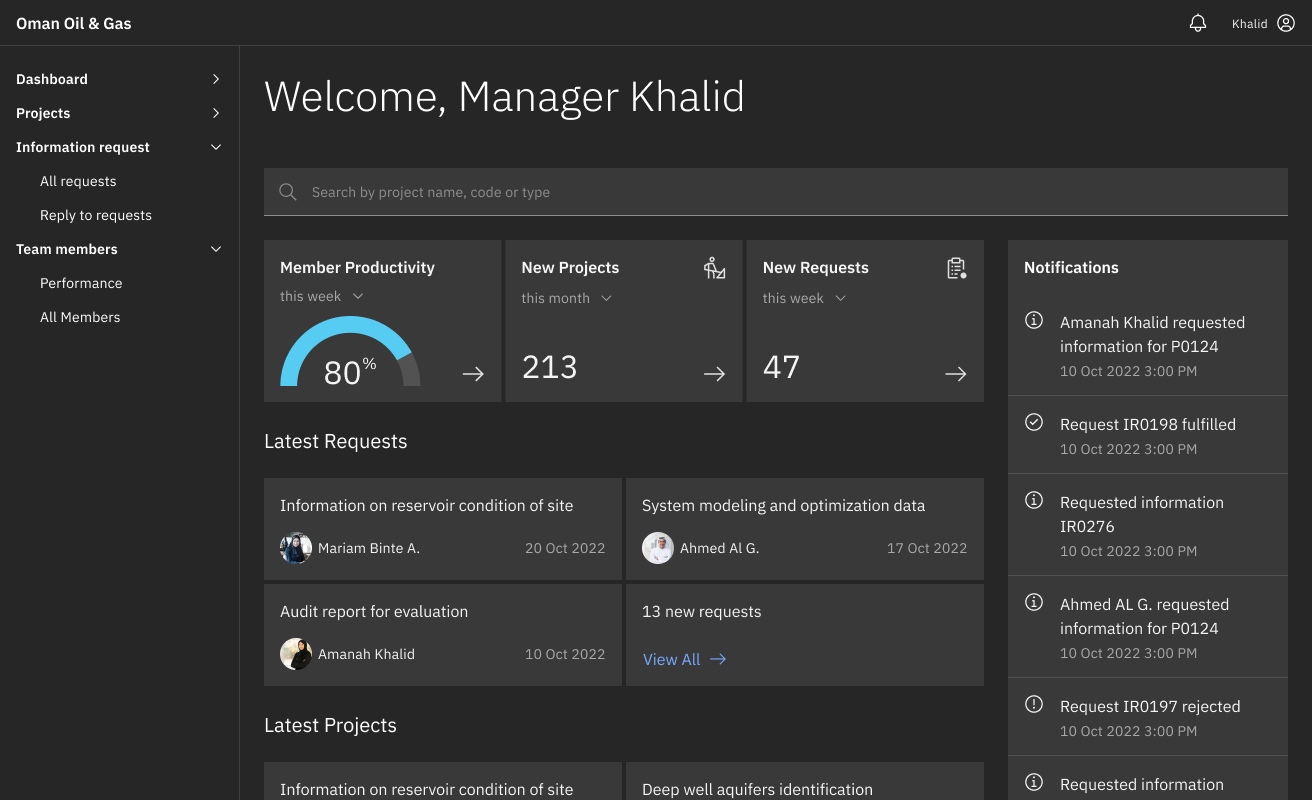 Oman Oil & Gas
Khalid
Dashboard
Projects
Information request
All requests
Reply to requests
Team members
Performance
All Members
Welcome, Manager Khalid
Search by project name, code or type
Member Productivity
this week
80%
New Projects
this month
213
New Requests
this week
47
Latest Requests
Information on reservoir condition of site
Mariam Binte A.
20 Oct 2022
System modeling and optimization data
Ahmed Al G.
17 Oct 2022
Audit report for evaluation
Amanah Khalid
10 Oct 2022
13 new requests
View All
Latest Projects
Information on reservoir condition of site
Deep well aquifers identification
Notifications
Amanah Khalid requested
information for P0124
10 Oct 2022 3:00 PM
Request IR0198 fulfilled
10 Oct 2022 3:00 PM
Requested information
IR0276
10 Oct 2022 3:00 PM
Ahmed AL G. requested
information for P0124
10 Oct 2022 3:00 PM
Request IR0197 rejected
10 Oct 2022 3:00 PM
Requested information